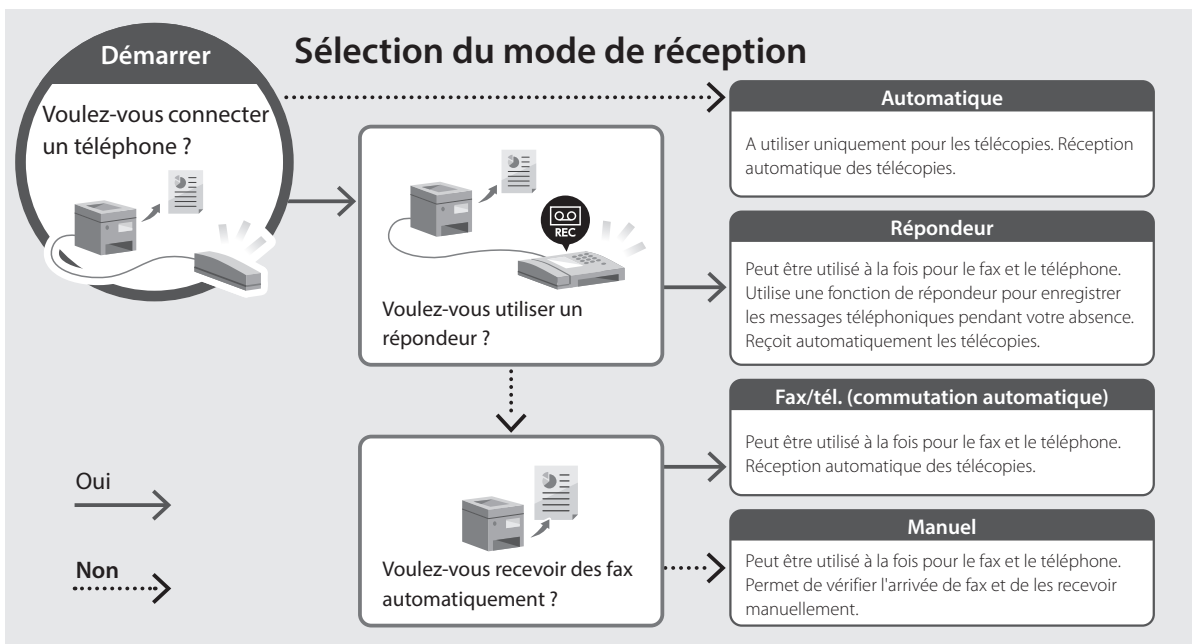 Sélection du mode de réception
Démarrer
Voulez-vous connecter
un téléphone ?
REC
Voulez-vous utiliser un
répondeur ?
Voulez-vous recevoir des fax
automatiquement ?
Automatique
A utiliser uniquement pour les télécopies. Réception
automatique des télécopies.
Répondeur
Peut être utilisé à la fois pour le fax et le téléphone.
Utilise une fonction de répondeur pour enregistrer
les messages téléphoniques pendant votre absence.
Reçoit automatiquement les télécopies.
Fax/tél. (commutation automatique)
Peut être utilisé à la fois pour le fax et le téléphone.
Réception automatique des télécopies.
Manuel
Peut être utilisé à la fois pour le fax et le téléphone.
Permet de vérifier l'arrivée de fax et de les recevoir
manuellement.
Oui
Non